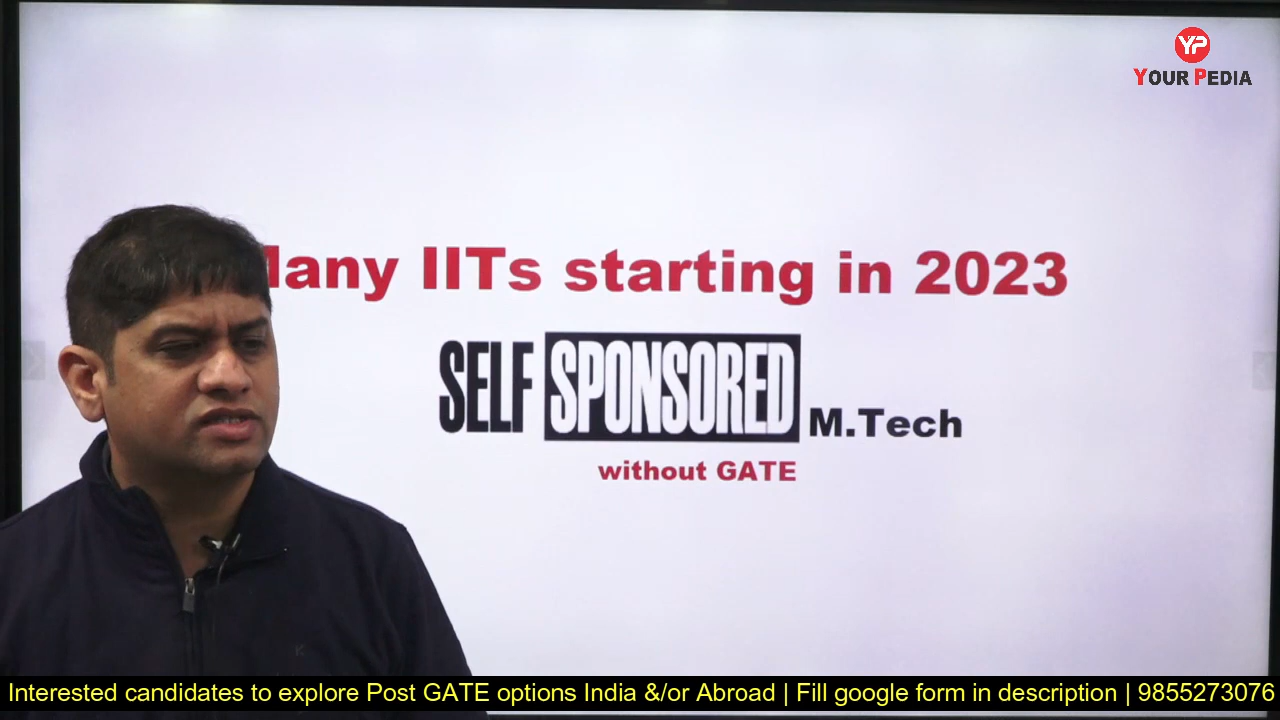 YP
YOUR PEDIA
Many IITs starting in 2023
SELF SPONSORED M.Tech
without GATE
Interested candidates to explore Post GATE options India &/or Abroad | Fill google form in description | 9855273076